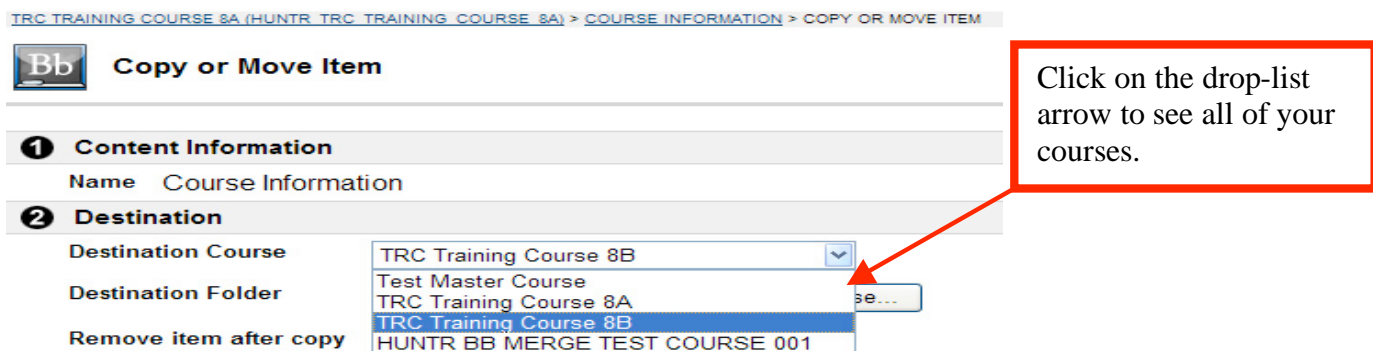 TRC TRAINING COURSE 8A (HUNTR_TRC_TRAINING_COURSE_8A) > COURSE INFORMATION > COPY OR MOVE ITEM
Bb Copy or Move Item
Click on the drop-list
arrow to see all of your
courses.
1 Content Information
Name Course Information
2 Destination
Destination Course TRC Training Course 8B
Test Master Course
Destination Folder TRC Training Course 8A
TRC Training Course 8B
Remove item after copy HUNTR BB MERGE TEST COURSE 001